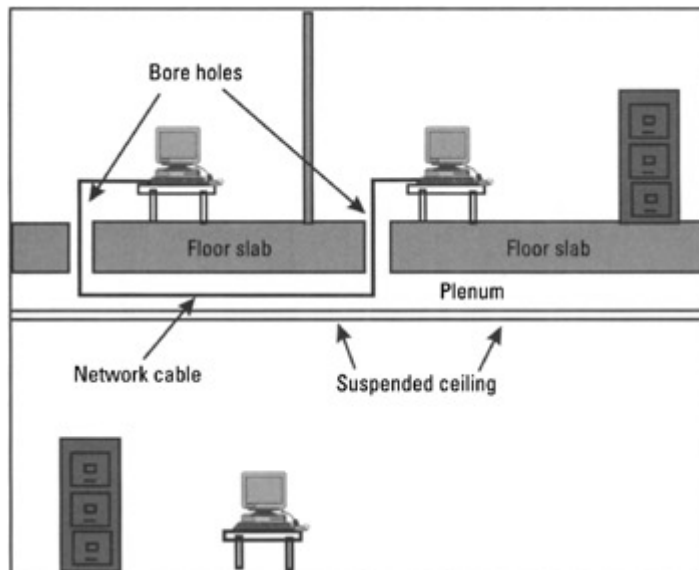 Bore holes
Floor slab
Floor slab
Plenum
Network cable
Suspended ceiling